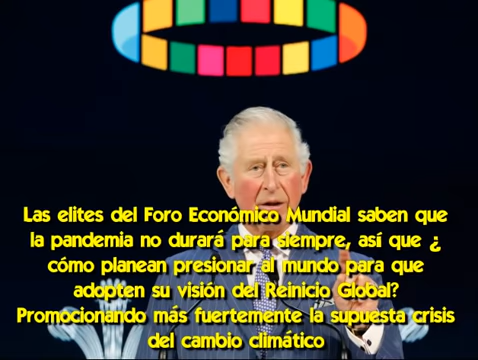 Las elites del Foro Económico Mundial saben que
la pandemia no durará para siempre, así que ¿
cómo planean presionar al mundo para que
adopten su visión del Reinicio Global?
Promocionando más fuertemente la supuesta crisis
del cambio climático